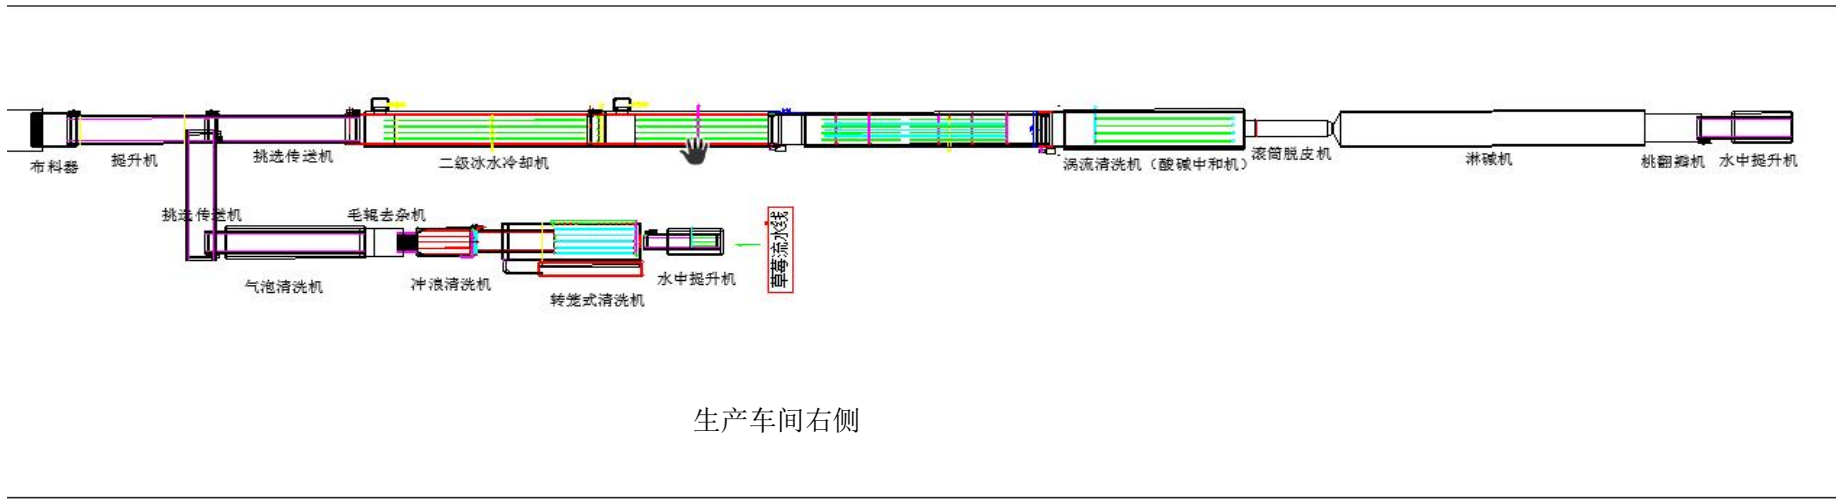 布料器
提升机
挑选传送机
二级冰水冷却机
涡流清洗机（酸碱中和机）
滚筒脱皮机
淋碱机
桃翻瓣机
水中提升机
挑选传送机
毛辊去杂机
气泡清洗机
冲浪清洗机
转笼式清洗机
水中提升机
草莓流水线
生产车间右侧